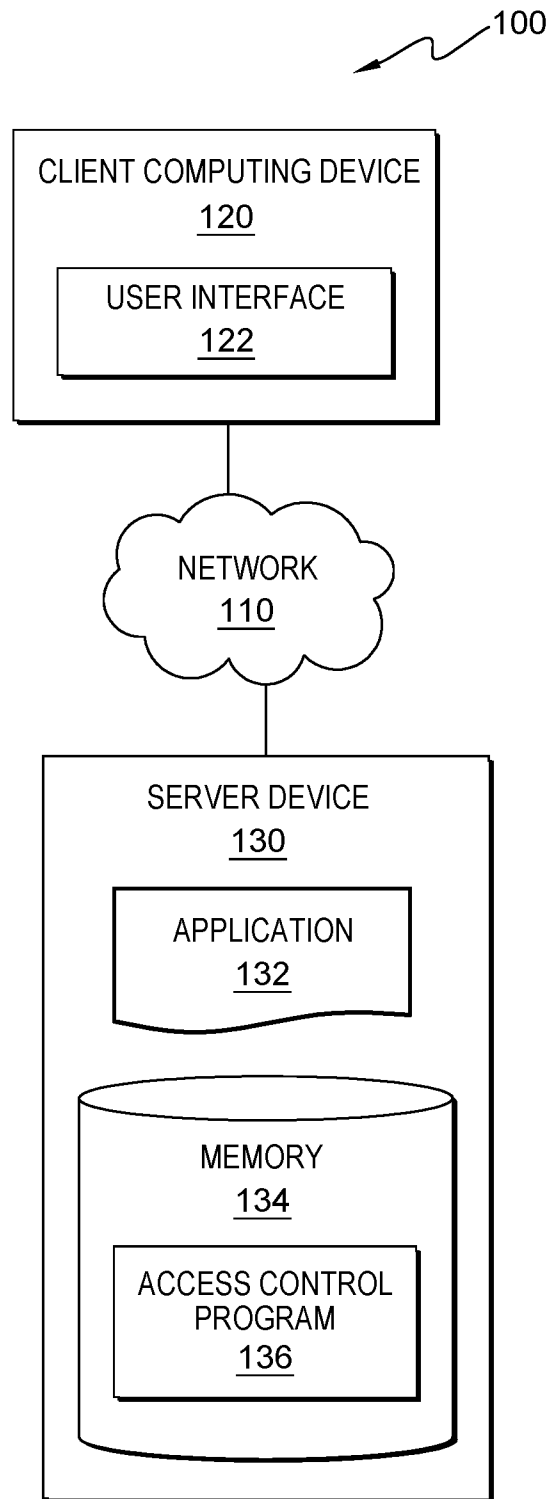 100
CLIENT COMPUTING DEVICE
120
USER INTERFACE
122
NETWORK
110
SERVER DEVICE
130
APPLICATION
132
MEMORY
134
ACCESS CONTROL
PROGRAM
136